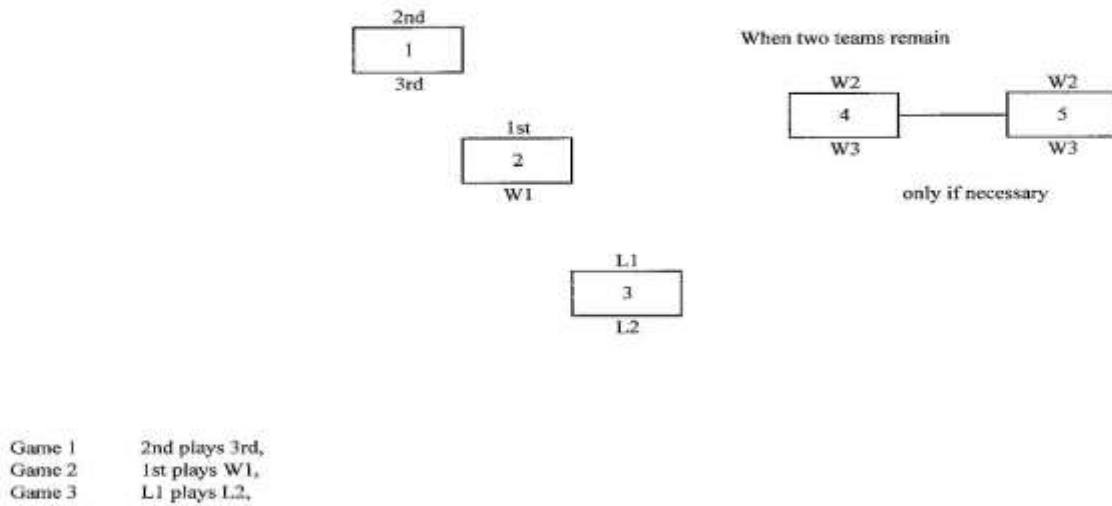 2nd
1
3rd
1st
2
W1
L1
3
L2
When two teams remain
W2 W2
4 5
W3 W3
only if necessary
Game 1 2nd plays 3rd,
Game 2 1st plays W1,
Game 3 L1 plays L2,